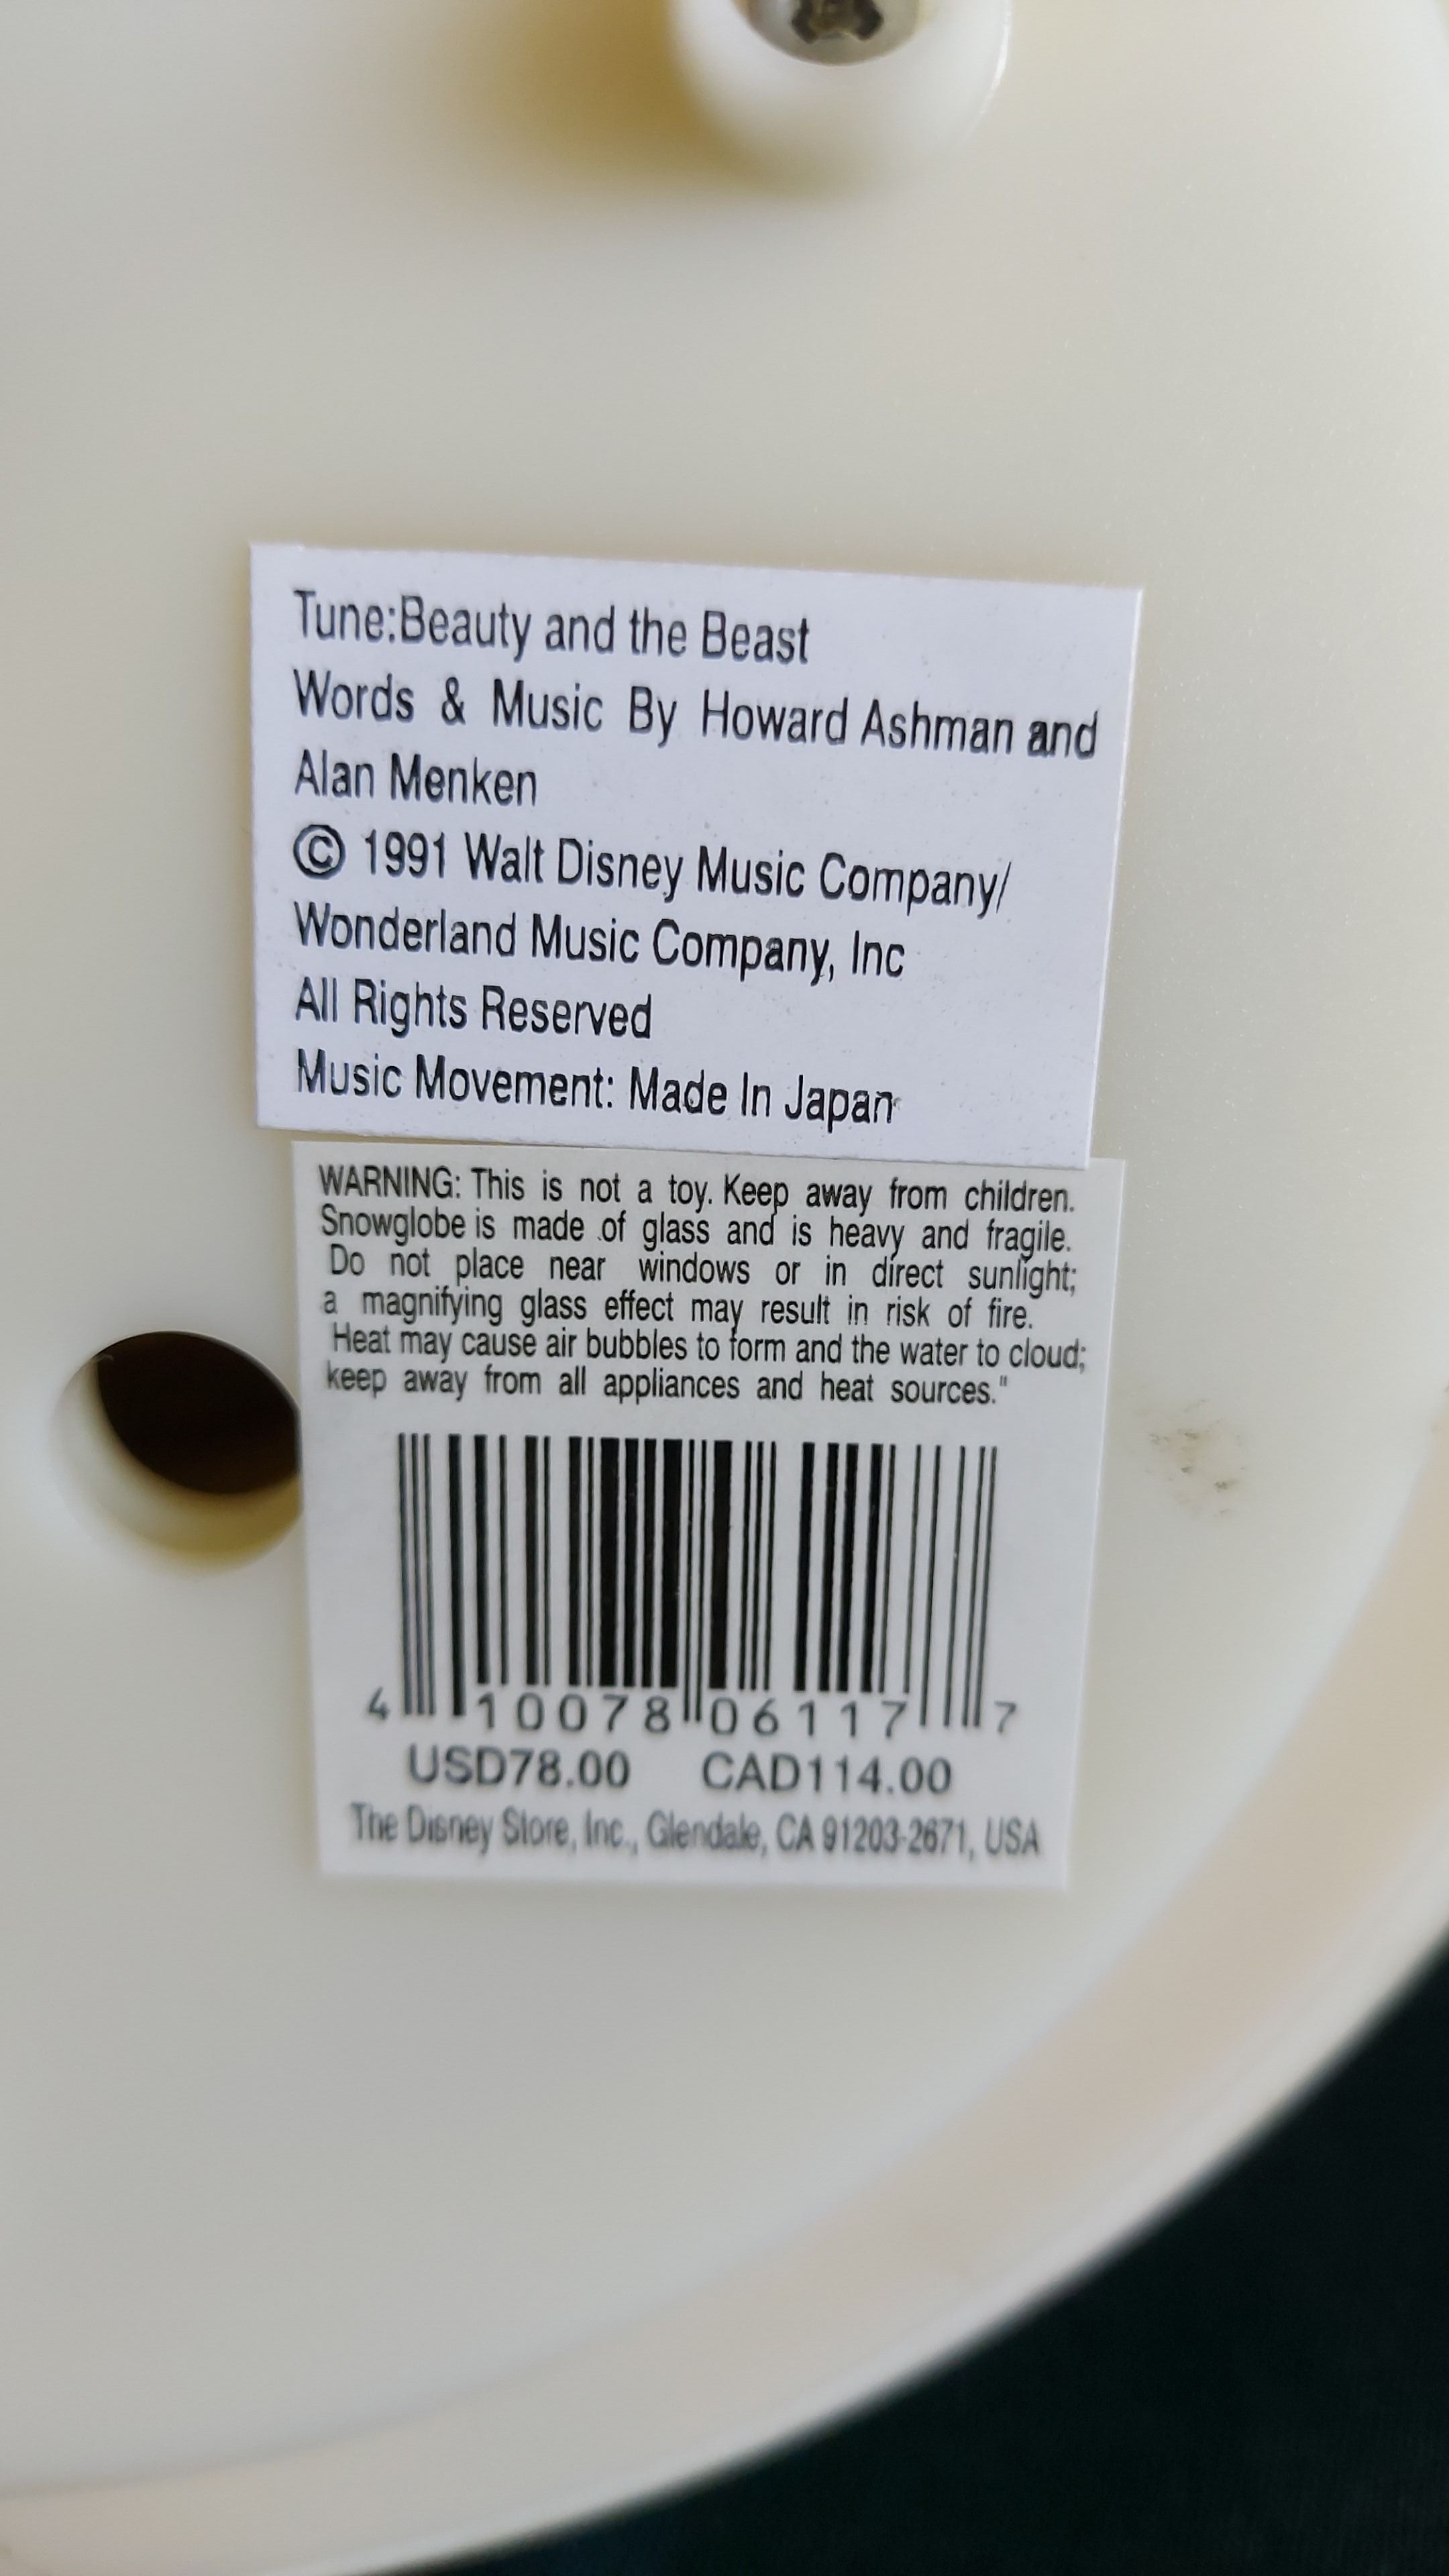 Tune:Beauty and the Beast
Words & Music By Howard Ashman and
Alan Menken
© 1991 Walt Disney Music Company/
Wonderland Music Company, Inc
All Rights Reserved
Music Movement: Made In Japan
WARNING: This is not a toy. Keep away from children.
Snowglobe is made of glass and is heavy and fragile.
Do not place near windows or in direct sunlight;
a magnifying glass effect may result in risk of fire.
Heat may cause air bubbles to form and the water to cloud;
keep away from all appliances and heat sources."
4 10078 06117 7
USD78.00 CAD114.00
The Disney Store, Inc., Glendale, CA 91203-2671, USA